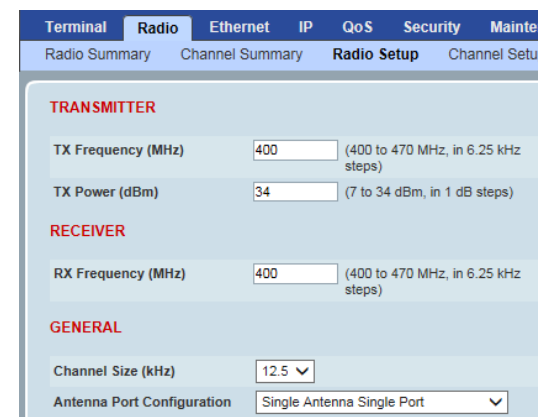 Terminal Radio Ethernet IP QoS Security Mainte
Radio Summary Channel Summary Radio Setup Channel Setu
TRANSMITTER
TX Frequency (MHz) 400 (400 to 470 MHz, in 6.25 kHz
steps)
TX Power (dBm) 34 (7 to 34 dBm, in 1 dB steps)
RECEIVER
RX Frequency (MHz) 400 (400 to 470 MHz, in 6.25 kHz
steps)
GENERAL
Channel Size (kHz) 12.5
Antenna Port Configuration Single Antenna Single Port